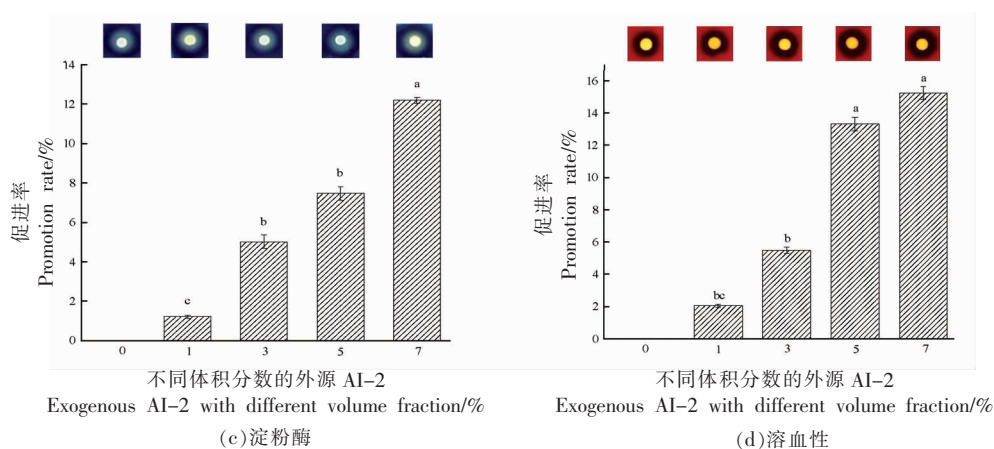 14
12
10
8
6
4
2
0
促进率
Promotion rate/%
c
b
b
a
0 1 3 5 7
不同体积分数的外源 AI-2
Exogenous AI-2 with different volume fraction/%
(c)淀粉酶
16
14
12
10
8
6
4
2
0
促进率
Promotion rate/%
bc
b
a
a
0 1 3 5 7
不同体积分数的外源 AI-2
Exogenous AI-2 with different volume fraction/%
(d)溶血性